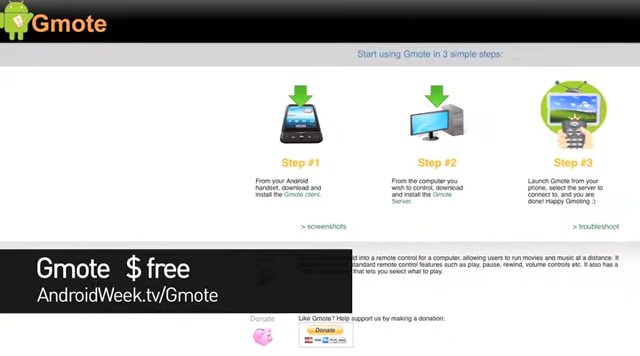 Gmote
Start using Gmote in 3 simple steps:
Step #1
From your Android
handset, download and
install the Gmote client.
> screenshots
Step #2
From the computer you
wish to control, download
and install the Gmote
Server.
Step #3
Launch Gmote from your
phone, select the server
to connect to, and you are
done! Happy Gmoting :)
> troubleshoot
into a remote control for a computer, allowing users to run movies and music at a distance. It
standard remote control features such as play, pause, rewind, volume controls etc. It also has a
that lets you select what to play.
Gmote $ free
AndroidWeek.tv/Gmote
Donate
Like Gmote? Help support us by making a donation:
Donate